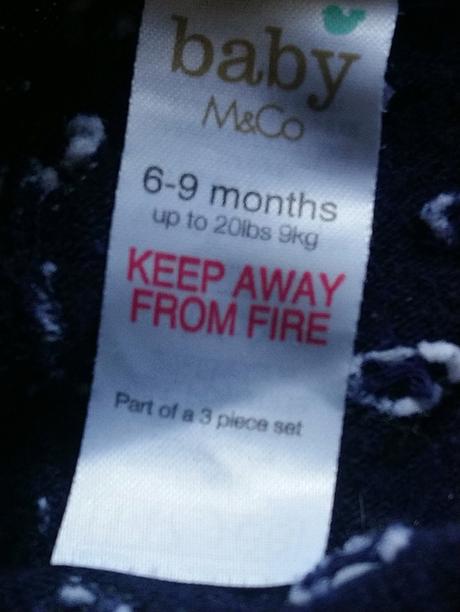 baby
M&Co
6-9 months
up to 20lbs 9kg
KEEP AWAY
FROM FIRE
Part of a 3 piece set